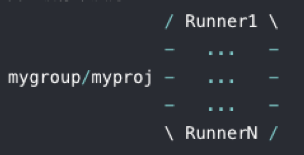 / Runner1 \
- ... -
mygroup/myproj - ... -
- ... -
\ RunnerN /